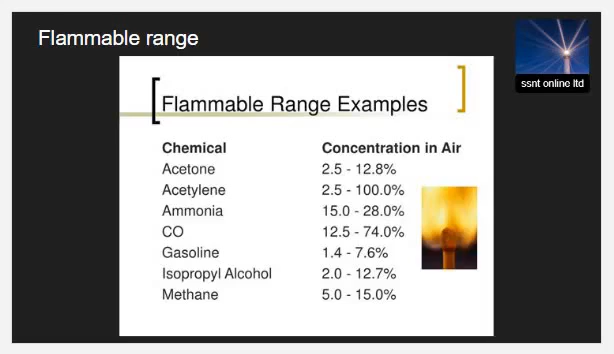 Flammable range
ssnt online ltd
Flammable Range Examples
Chemical Concentration in Air
Acetone 2.5 - 12.8%
Acetylene 2.5 - 100.0%
Ammonia 15.0 - 28.0%
CO 12.5 - 74.0%
Gasoline 1.4 - 7.6%
Isopropyl Alcohol 2.0 - 12.7%
Methane 5.0 - 15.0%